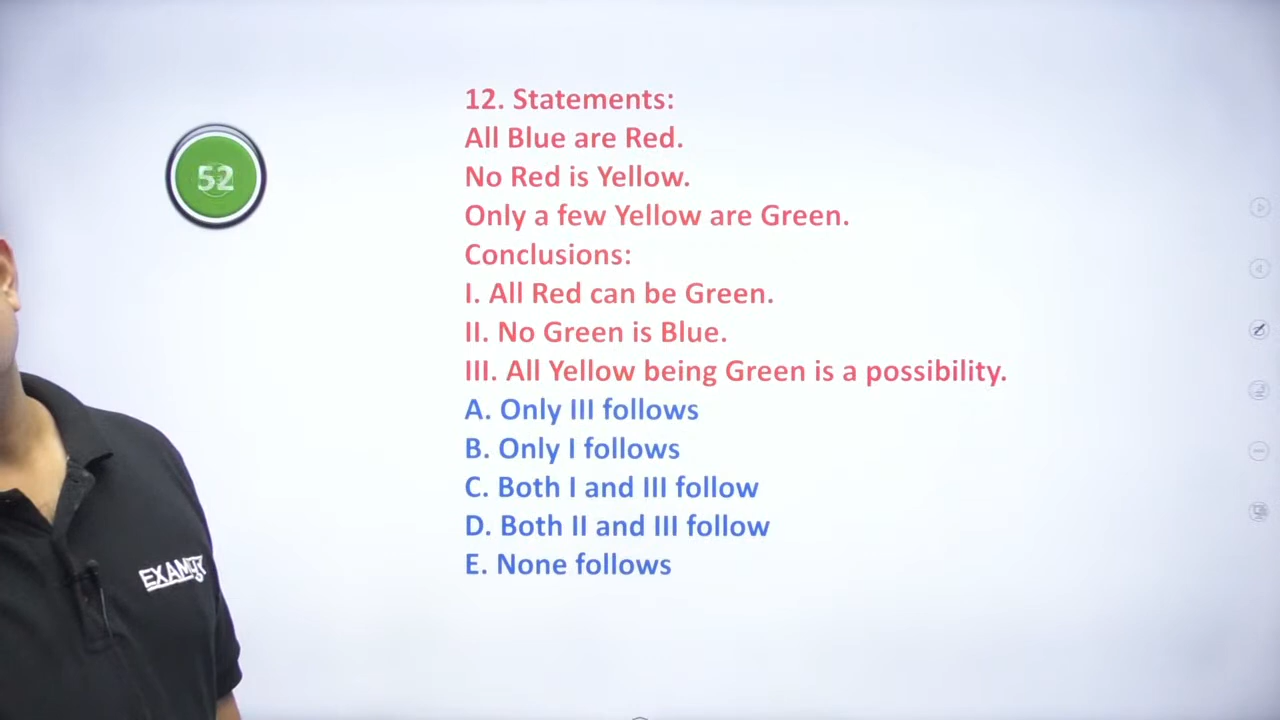 52
12. Statements:
All Blue are Red.
No Red is Yellow.
Only a few Yellow are Green.
Conclusions:
I. All Red can be Green.
II. No Green is Blue.
III. All Yellow being Green is a possibility.
A. Only III follows
B. Only I follows
C. Both I and III follow
D. Both II and III follow
E. None follows